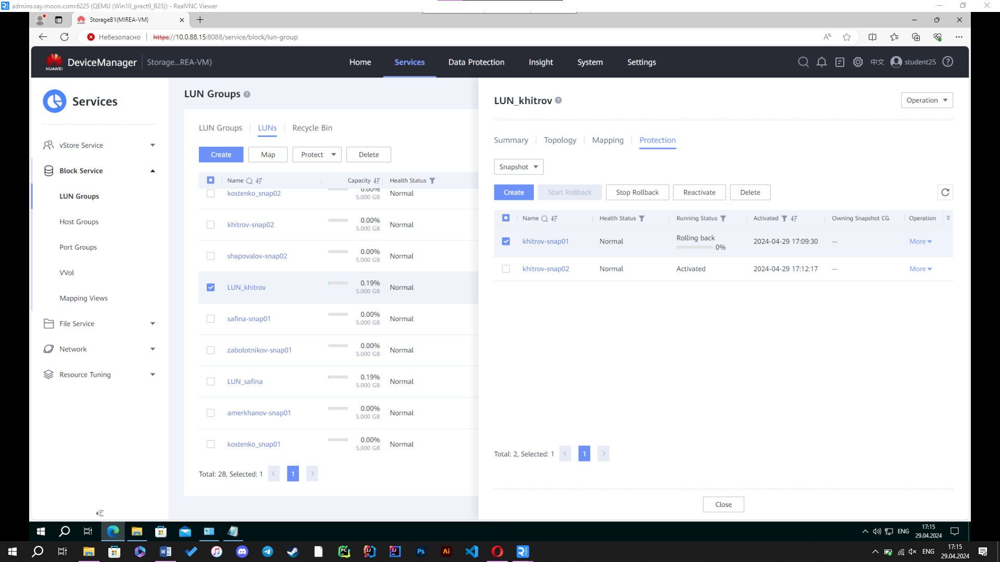 admins.say.mooo.com:6225 (QEMU (Win10_pract9_B25)) - RealVNC Viewer
StorageB1(MIREA-VM)
Небезопасно
https://10.0.88.15:8088/service/block/lun-group
HUAWEI
DeviceManager
Storage...REA-VM)
Home
Services
Data Protection
Insight
System
Settings
中文
student25
Services
vStore Service
Block Service
LUN Groups
Host Groups
Port Groups
VVol
Mapping Views
File Service
Network
Resource Tuning
LUN Groups
LUN Groups
LUNs
Recycle Bin
Create
Map
Protect
Delete
Name
Capacity
Health Status
kostenko_snap02
0.00%
5.000 GB
Normal
khitrov-snap02
0.00%
5.000 GB
Normal
shapovalov-snap02
0.00%
5.000 GB
Normal
LUN_khitrov
0.19%
5.000 GB
Normal
safina-snap01
0.00%
5.000 GB
Normal
zabolotnikov-snap01
0.00%
5.000 GB
Normal
LUN_safina
0.19%
5.000 GB
Normal
amerkhanov-snap01
0.00%
5.000 GB
Normal
kostenko_snap01
0.00%
5.000 GB
Normal
Total: 28, Selected: 1
1
LUN_khitrov
Operation
Summary
Topology
Mapping
Protection
Snapshot
Create
Start Rollback
Stop Rollback
Reactivate
Delete
Name
Health Status
Running Status
Activated
Owning Snapshot CG
Operation
khitrov-snap01
Normal
Rolling back
0%
2024-04-29 17:09:30
--
More
khitrov-snap02
Normal
Activated
2024-04-29 17:12:17
--
More
Total: 2, Selected: 1
1
Close
ENG
17:15
29.04.2024
ENG
17:15
29.04.2024